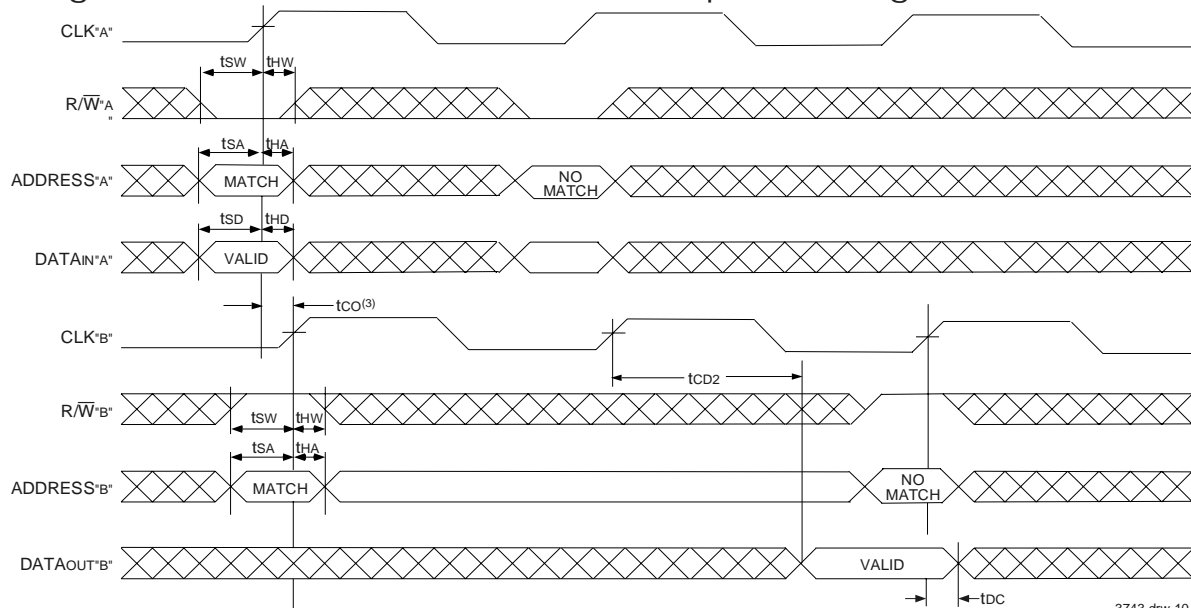 CLK"A"
tSW tHW
R/W"A
"
tSA tHA
ADDRESS"A" MATCH NO
MATCH
tSD tHD
DATAIN"A" VALID
tCO(3)
CLK"B"
tCD2
R/W"B"
tSW tHW
tSA tHA
ADDRESS"B" MATCH NO
MATCH
DATAOUT"B" VALID
tDC